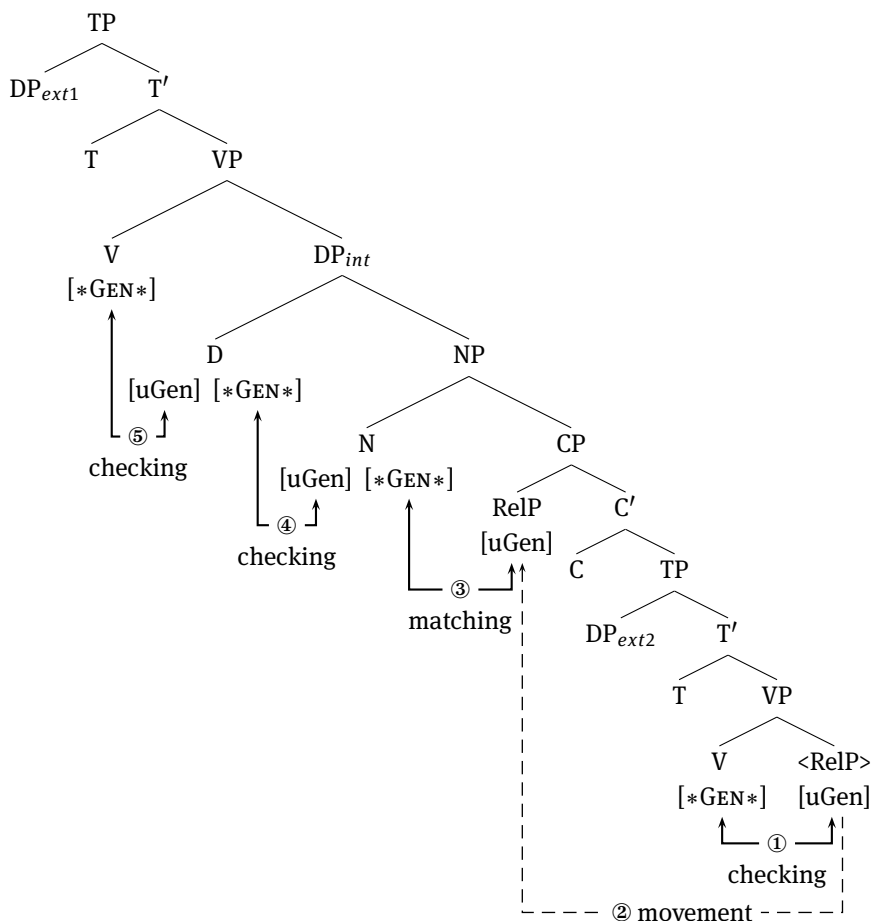 TP
DPext1 T′
T VP
V DPint
[∗GEN∗]
D NP
[uGen] [∗GEN∗]
⑤ N CP
checking
[uGen] [∗GEN∗] RelP C′
④ [uGen]
checking C TP
③
matching DPext2 T′
T VP
V <RelP>
[∗GEN∗] [uGen]
①
checking
② movement